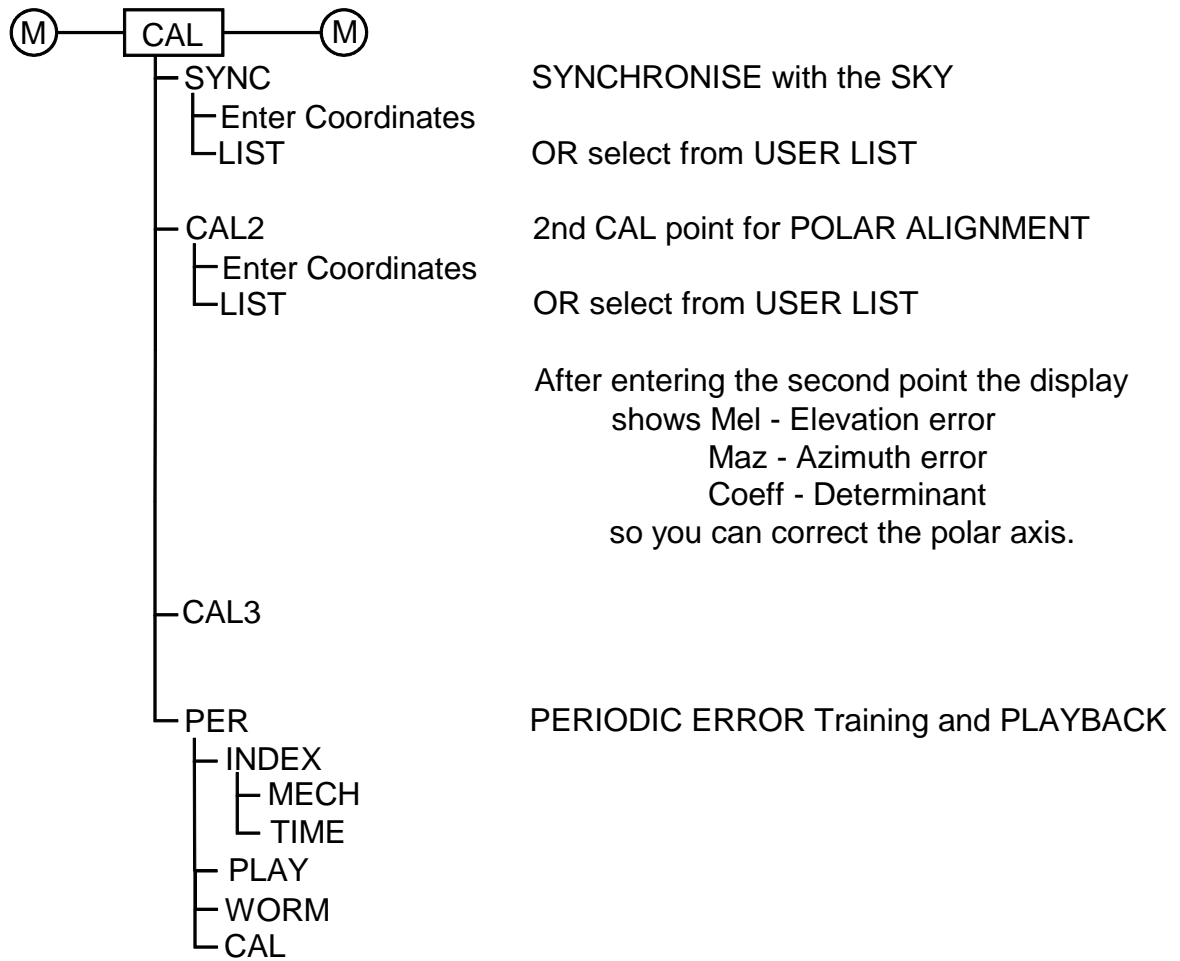 M CAL M
SYNC SYNCHRONISE with the SKY
Enter Coordinates
LIST OR select from USER LIST
CAL2 2nd CAL point for POLAR ALIGNMENT
Enter Coordinates
LIST OR select from USER LIST
After entering the second point the display
shows Mel - Elevation error
Maz - Azimuth error
Coeff - Determinant
so you can correct the polar axis.
CAL3
PER PERIODIC ERROR Training and PLAYBACK
INDEX
MECH
TIME
PLAY
WORM
CAL